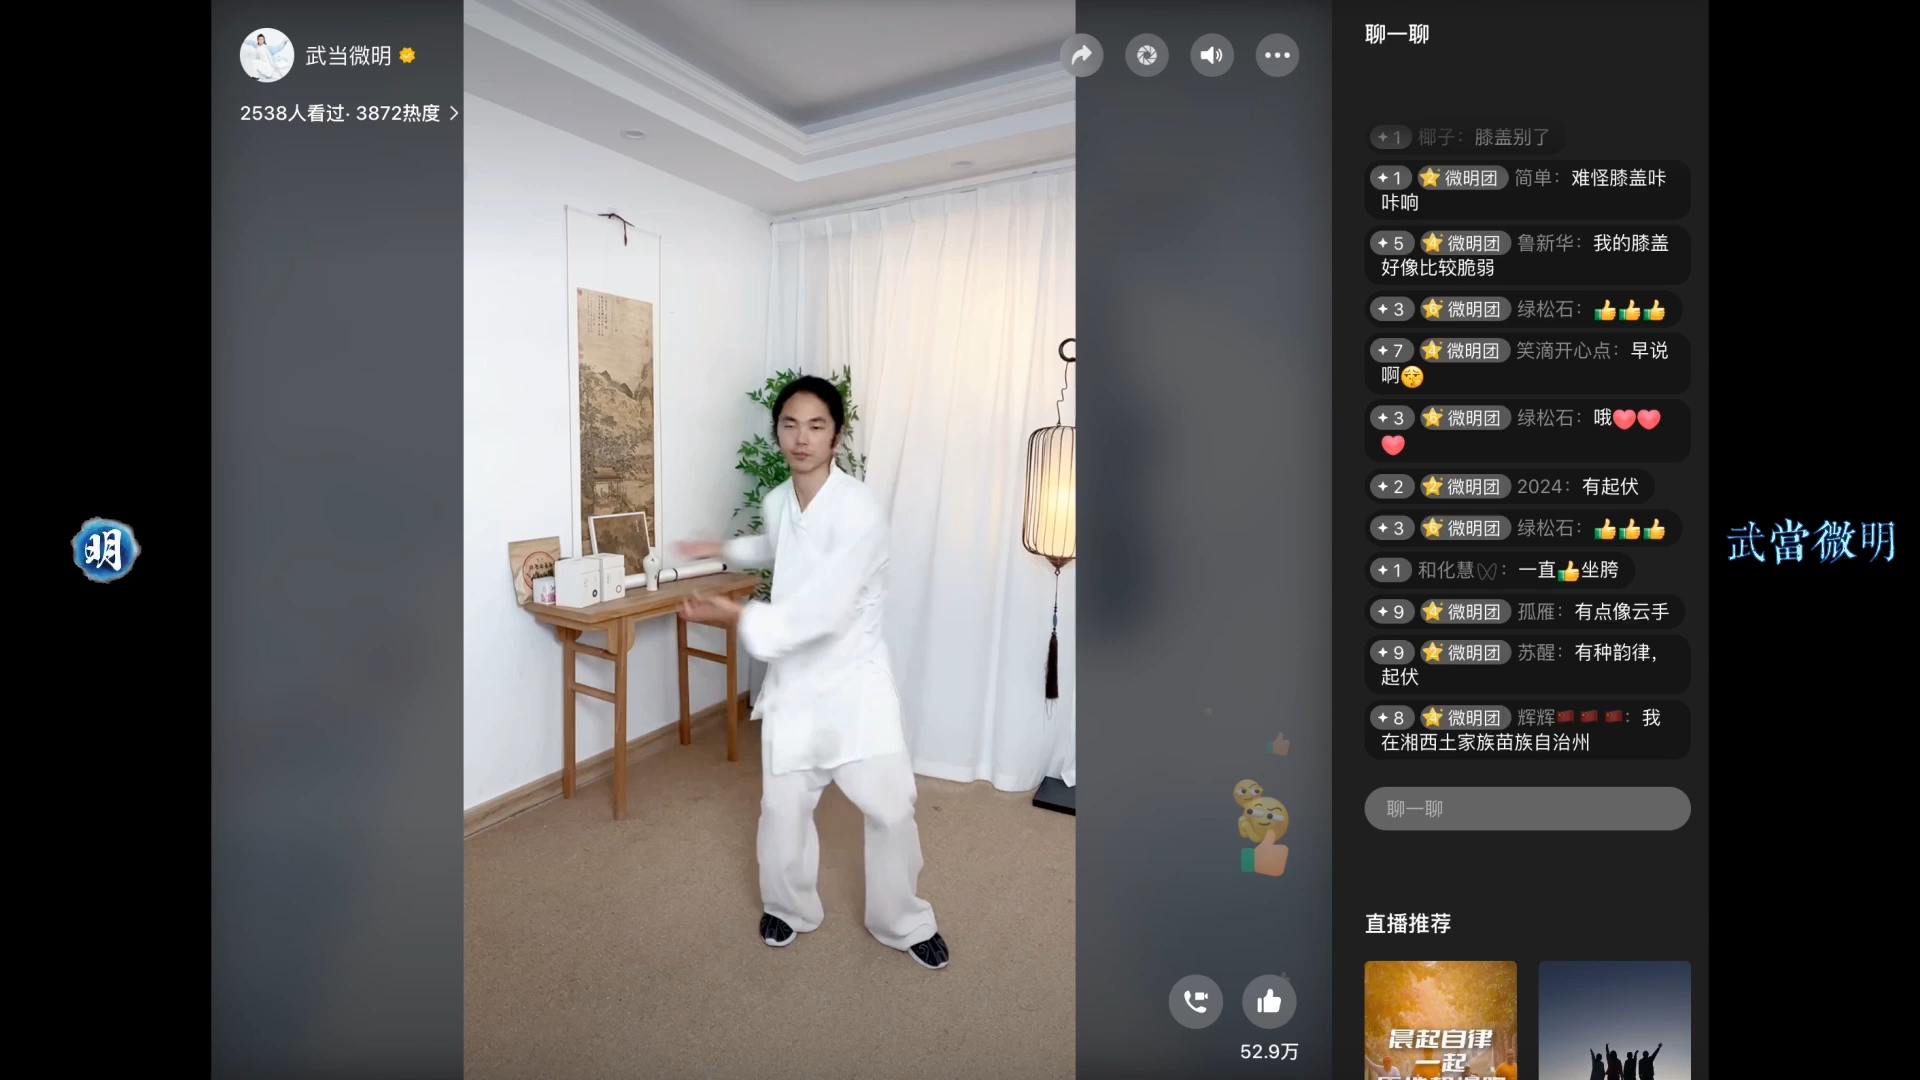 武当微明
2538人看过· 3872热度
聊一聊
1 椰子：膝盖别了
1 微明团 简单：难怪膝盖咔
咔响
5 微明团 鲁新华：我的膝盖
好像比较脆弱
3 微明团 绿松石：👍👍👍
7 微明团 笑滴开心点：早说
啊
3 微明团 绿松石：哦❤❤
❤
2 微明团 2024：有起伏
3 微明团 绿松石：👍👍👍
1 和化慧：一直👍坐胯
9 微明团 孤雁：有点像云手
9 微明团 苏醒：有种韵律，
起伏
8 微明团 辉辉🇨🇳🇨🇳🇨🇳：我
在湘西土家族苗族自治州
聊一聊
直播推荐
晨起自律
一起
52.9万
明
武當微明